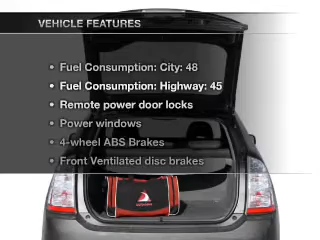 VEHICLE FEATURES
• Fuel Consumption: City: 48
• Fuel Consumption: Highway: 45
• Remote power door locks
• Power windows
• 4-wheel ABS Brakes
• Front Ventilated disc brakes